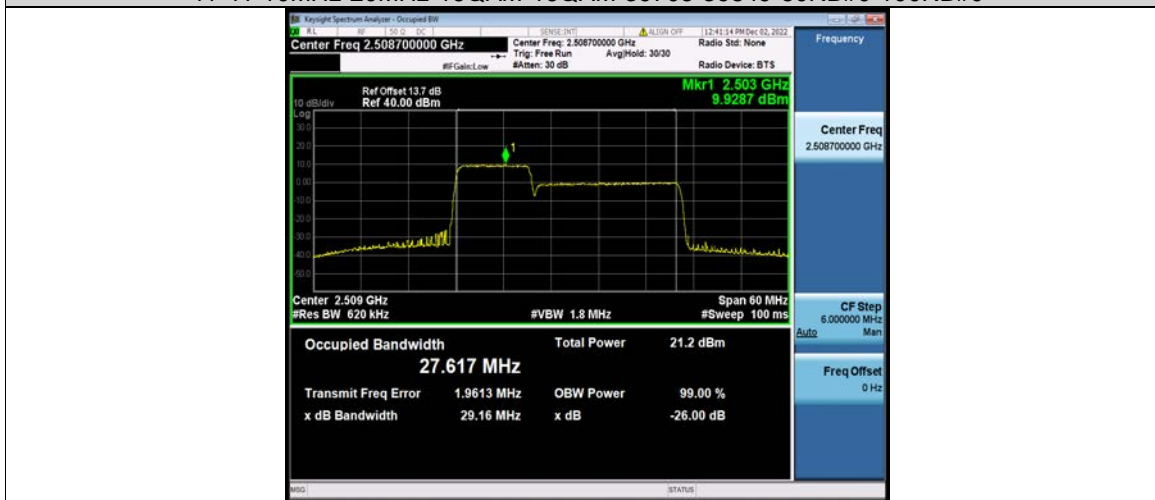 Keysight Spectrum Analyzer - Occupied BW
RL RF 50 Ω DC SENSE:INT ALIGN OFF 12:41:14 PM Dec 02, 2022
Center Freq 2.508700000 GHz
Center Freq: 2.508700000 GHz Radio Std: None
Trig: Free Run Avg|Hold: 30/30
#IFGain:Low #Atten: 30 dB Radio Device: BTS
Frequency
Mkr1 2.503 GHz
9.9287 dBm
Ref Offset 13.7 dB
10 dB/div Ref 40.00 dBm
Log
30.0
20.0
10.0
0.00
-10.0
-20.0
-30.0
-40.0
-50.0
1
Center 2.509 GHz Span 60 MHz
#Res BW 620 kHz #VBW 1.8 MHz #Sweep 100 ms
Occupied Bandwidth Total Power 21.2 dBm
27.617 MHz
Transmit Freq Error 1.9613 MHz OBW Power 99.00 %
x dB Bandwidth 29.16 MHz x dB -26.00 dB
Center Freq
2.508700000 GHz
CF Step
6.000000 MHz
Auto Man
Freq Offset
0 Hz
MSG STATUS